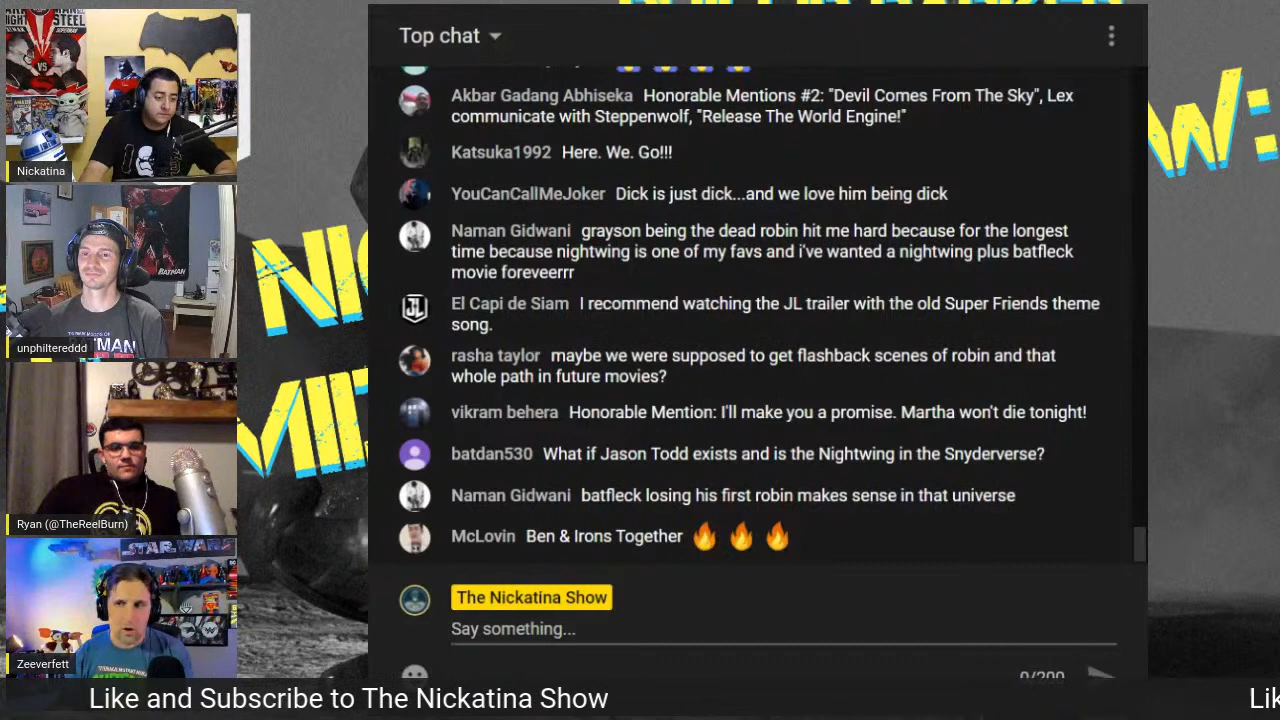 Top chat
Akbar Gadang Abhiseka Honorable Mentions #2: "Devil Comes From The Sky", Lex
communicate with Steppenwolf, "Release The World Engine!"
Katsuka1992 Here. We. Go!!!
YouCanCallMeJoker Dick is just dick...and we love him being dick
Naman Gidwani grayson being the dead robin hit me hard because for the longest
time because nightwing is one of my favs and i've wanted a nightwing plus batfleck
movie foreveerrr
El Capi de Siam I recommend watching the JL trailer with the old Super Friends theme
song.
rasha taylor maybe we were supposed to get flashback scenes of robin and that
whole path in future movies?
vikram behera Honorable Mention: I'll make you a promise. Martha won't die tonight!
batdan530 What if Jason Todd exists and is the Nightwing in the Snyderverse?
Naman Gidwani batfleck losing his first robin makes sense in that universe
McLovin Ben & Irons Together
The Nickatina Show
Say something...
0/200
Nickatina
BATMAN
unphiltereddd
Ryan (@TheReelBurn)
STAR WARS
Zeeverfett
Like and Subscribe to The Nickatina Show
Lik